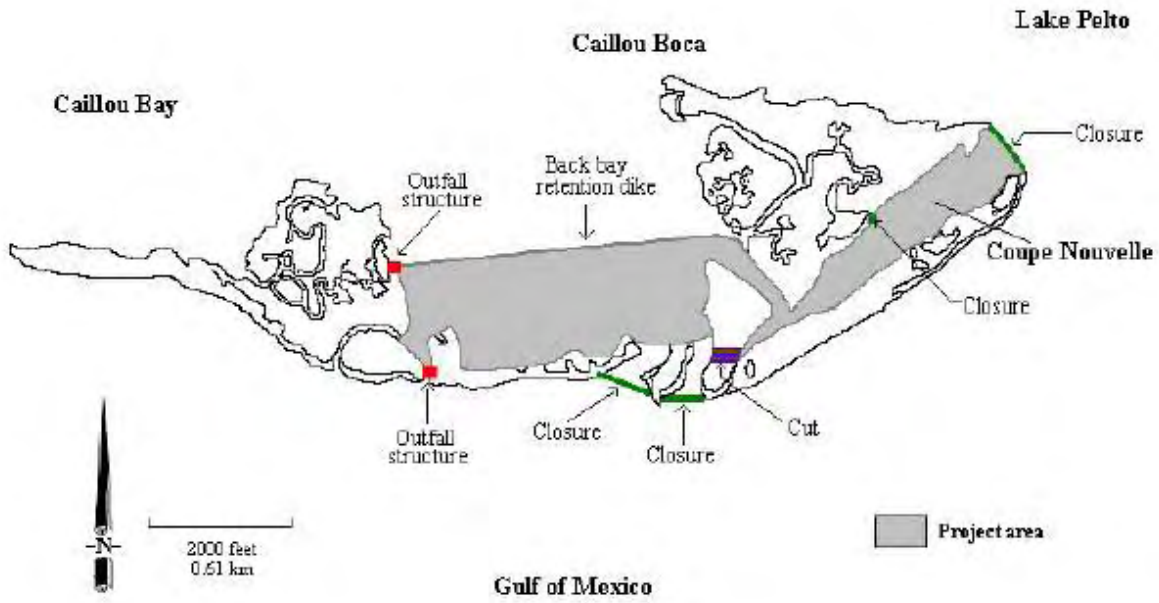 Lake Pelto
Caillou Boca
Caillou Bay
Closure
Back bay
retention dike
Outfall
structure
Coupe Nouvelle
Closure
Closure
Cut
Outfall
structure
Closure
N
2000 feet
0.61 km
Project area
Gulf of Mexico